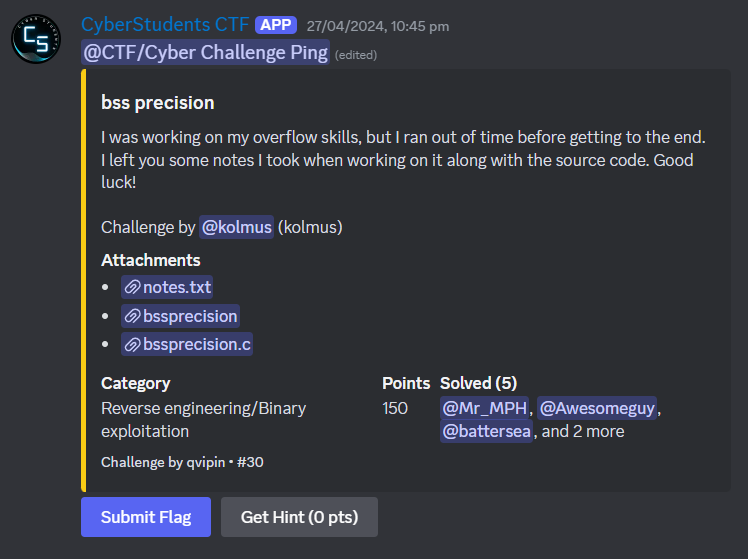 CyberStudents CTF APP 27/04/2024, 10:45 pm
@CTF/Cyber Challenge Ping (edited)
bss precision
I was working on my overflow skills, but I ran out of time before getting to the end.
I left you some notes I took when working on it along with the source code. Good
luck!
Challenge by @kolmus (kolmus)
Attachments
notes.txt
bssprecision
bssprecision.c
Category Points Solved (5)
Reverse engineering/Binary 150 @Mr_MPH, @Awesomeguy,
exploitation @battersea, and 2 more
Challenge by qvipin • #30
Submit Flag Get Hint (0 pts)